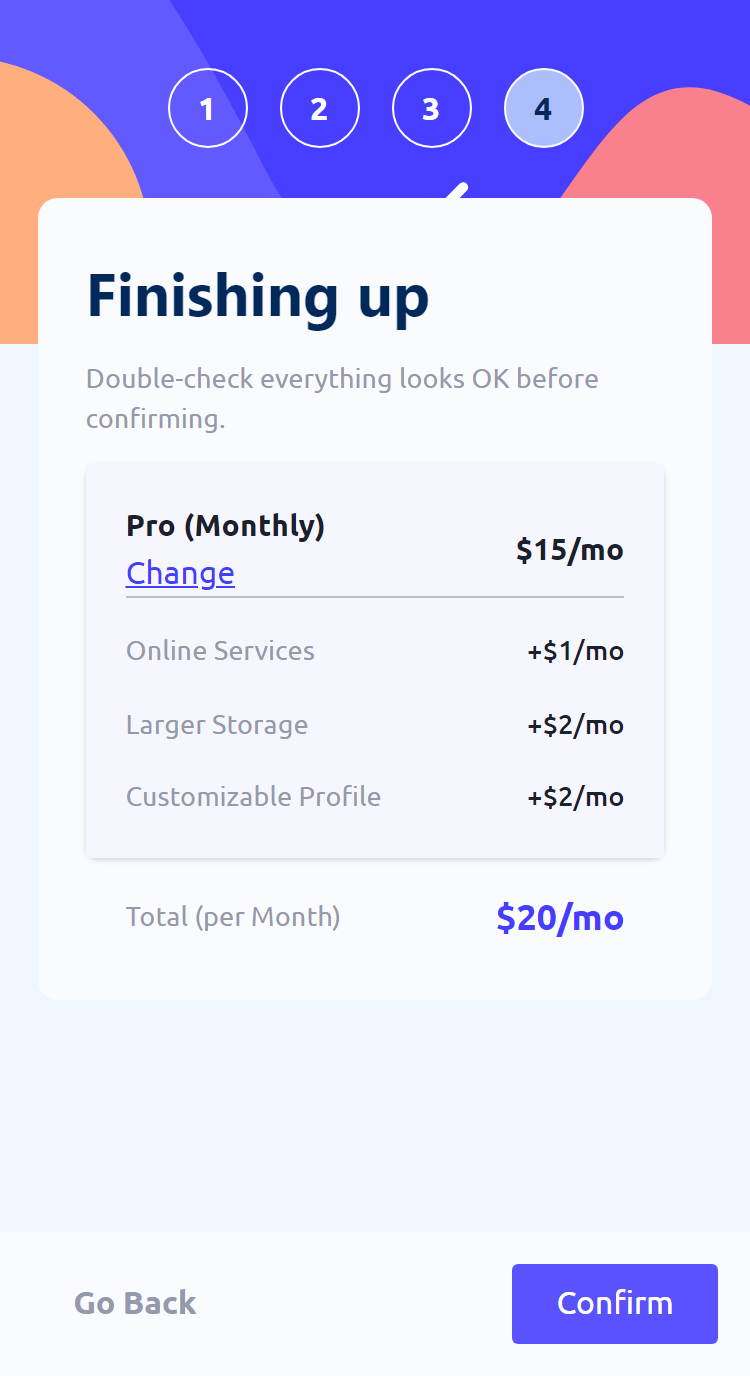 1 2 3 4
Finishing up
Double-check everything looks OK before
confirming.
Pro (Monthly)
Change
$15/mo
Online Services +$1/mo
Larger Storage +$2/mo
Customizable Profile +$2/mo
Total (per Month) $20/mo
Go Back Confirm